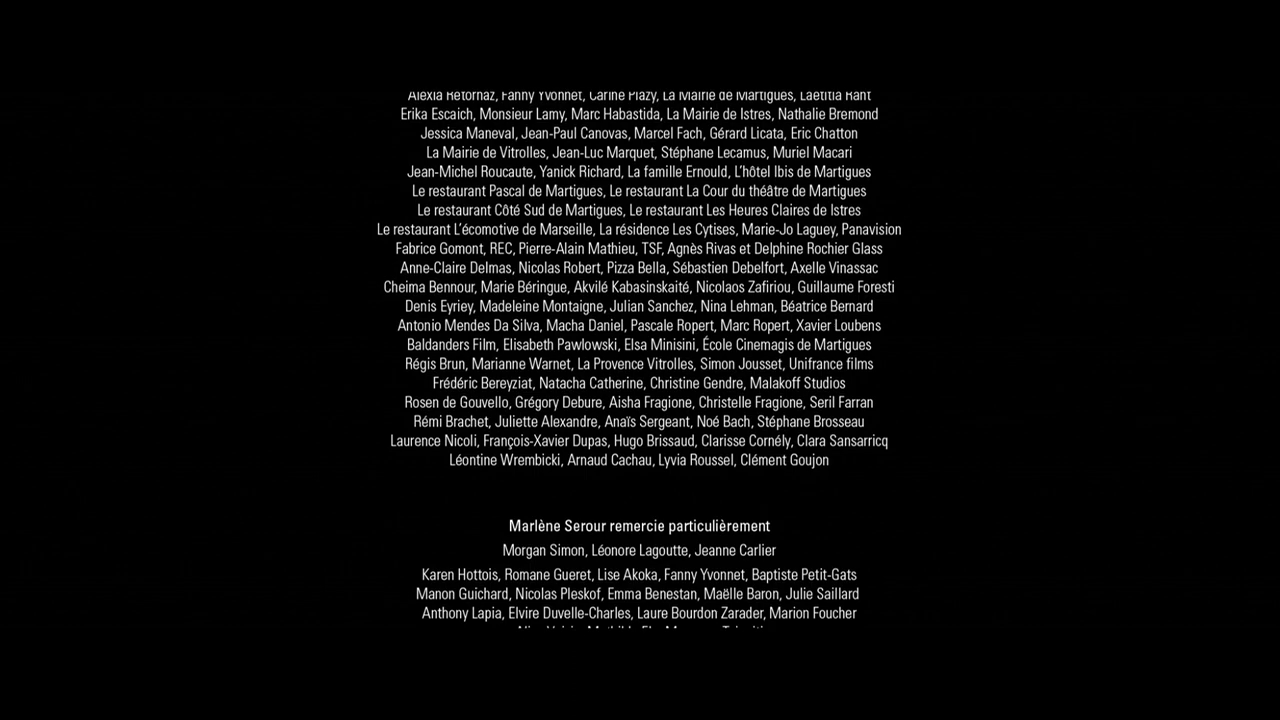 Alexia Retornaz, Fanny Yvonnet, Carine Plazy, La Mairie de Martigues, Laetitia Rant
Erika Escaich, Monsieur Lamy, Marc Habastida, La Mairie de Istres, Nathalie Bremond
Jessica Maneval, Jean-Paul Canovas, Marcel Fach, Gérard Licata, Eric Chatton
La Mairie de Vitrolles, Jean-Luc Marquet, Stéphane Lecamus, Muriel Macari
Jean-Michel Roucaute, Yanick Richard, La famille Ernould, L'hôtel Ibis de Martigues
Le restaurant Pascal de Martigues, Le restaurant La Cour du théâtre de Martigues
Le restaurant Côté Sud de Martigues, Le restaurant Les Heures Claires de Istres
Le restaurant L'écomotive de Marseille, La résidence Les Cytises, Marie-Jo Laguey, Panavision
Fabrice Gomont, REC, Pierre-Alain Mathieu, TSF, Agnès Rivas et Delphine Rochier Glass
Anne-Claire Delmas, Nicolas Robert, Pizza Bella, Sébastien Debelfort, Axelle Vinassac
Cheima Bennour, Marie Béringue, Akvilé Kabasinskaité, Nicolaos Zafiriou, Guillaume Foresti
Denis Eyriey, Madeleine Montaigne, Julian Sanchez, Nina Lehman, Béatrice Bernard
Antonio Mendes Da Silva, Macha Daniel, Pascale Ropert, Marc Ropert, Xavier Loubens
Baldanders Film, Elisabeth Pawlowski, Elsa Minisini, École Cinemagis de Martigues
Régis Brun, Marianne Warnet, La Provence Vitrolles, Simon Jousset, Unifrance films
Frédéric Bereyziat, Natacha Catherine, Christine Gendre, Malakoff Studios
Rosen de Gouvello, Grégory Debure, Aisha Fragione, Christelle Fragione, Seril Farran
Rémi Brachet, Juliette Alexandre, Anaïs Sergeant, Noé Bach, Stéphane Brosseau
Laurence Nicoli, François-Xavier Dupas, Hugo Brissaud, Clarisse Cornély, Clara Sansarricq
Léontine Wrembicki, Arnaud Cachau, Lyvia Roussel, Clément Goujon
Marlène Serour remercie particulièrement
Morgan Simon, Léonore Lagoutte, Jeanne Carlier
Karen Hottois, Romane Gueret, Lise Akoka, Fanny Yvonnet, Baptiste Petit-Gats
Manon Guichard, Nicolas Pleskof, Emma Benestan, Maëlle Baron, Julie Saillard
Anthony Lapia, Elvire Duvelle-Charles, Laure Bourdon Zarader, Marion Foucher